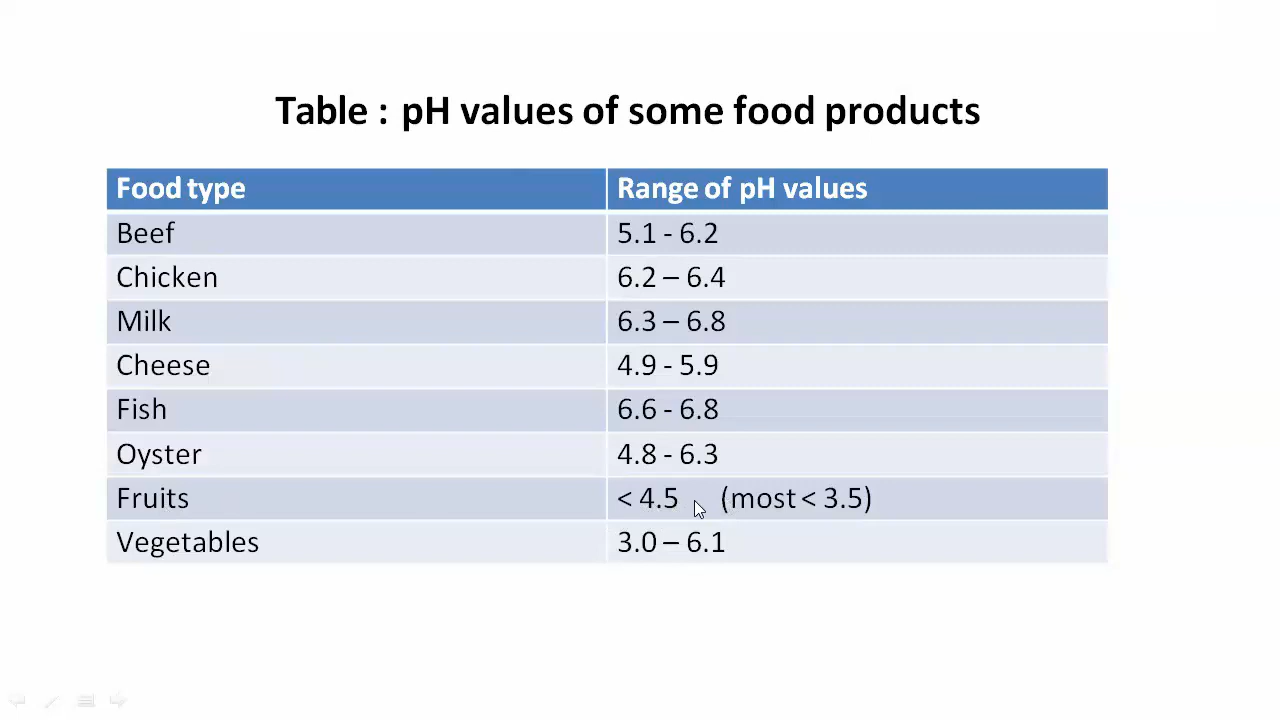 Table : pH values of some food products
Food type Range of pH values
Beef 5.1 - 6.2
Chicken 6.2 – 6.4
Milk 6.3 – 6.8
Cheese 4.9 - 5.9
Fish 6.6 - 6.8
Oyster 4.8 - 6.3
Fruits < 4.5 (most < 3.5)
Vegetables 3.0 – 6.1